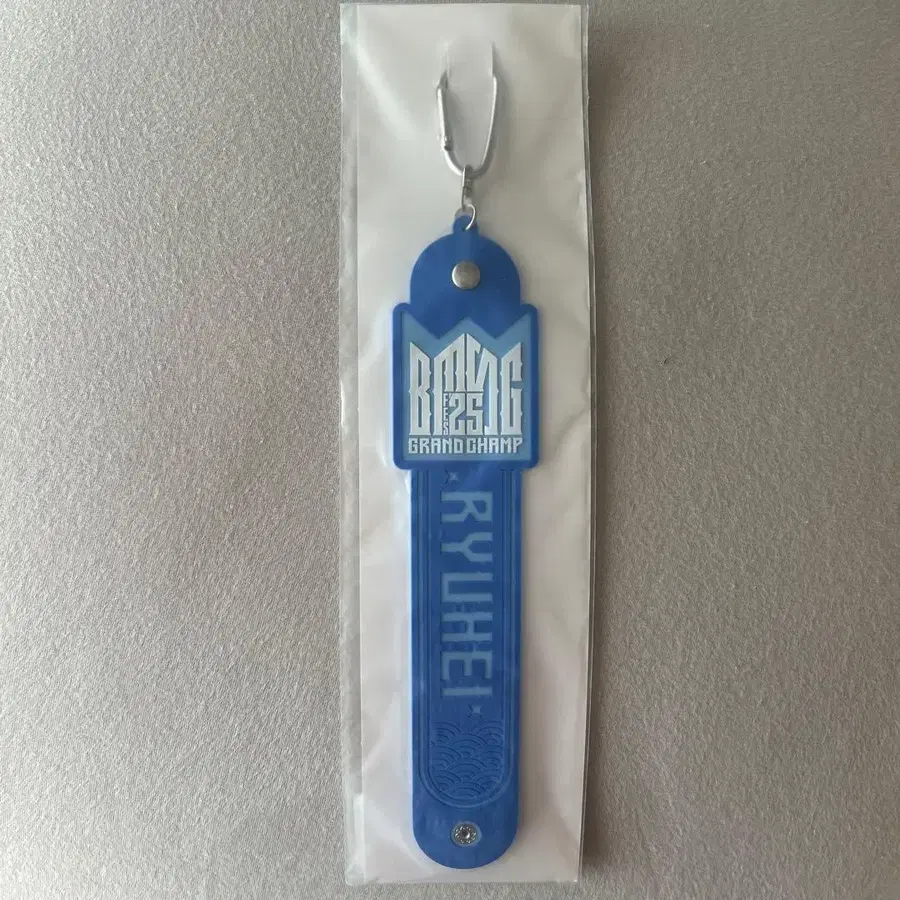 BMSG
FES
25
GRAND CHAMP
RYUHEI